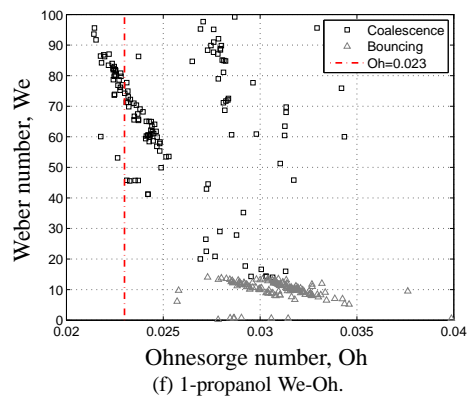 100
90
80
70
60
50
40
30
20
10
0
Weber number, We
Coalescence
Bouncing
Oh=0.023
0.02 0.025 0.03 0.035 0.04
Ohnesorge number, Oh
(f) 1-propanol We-Oh.